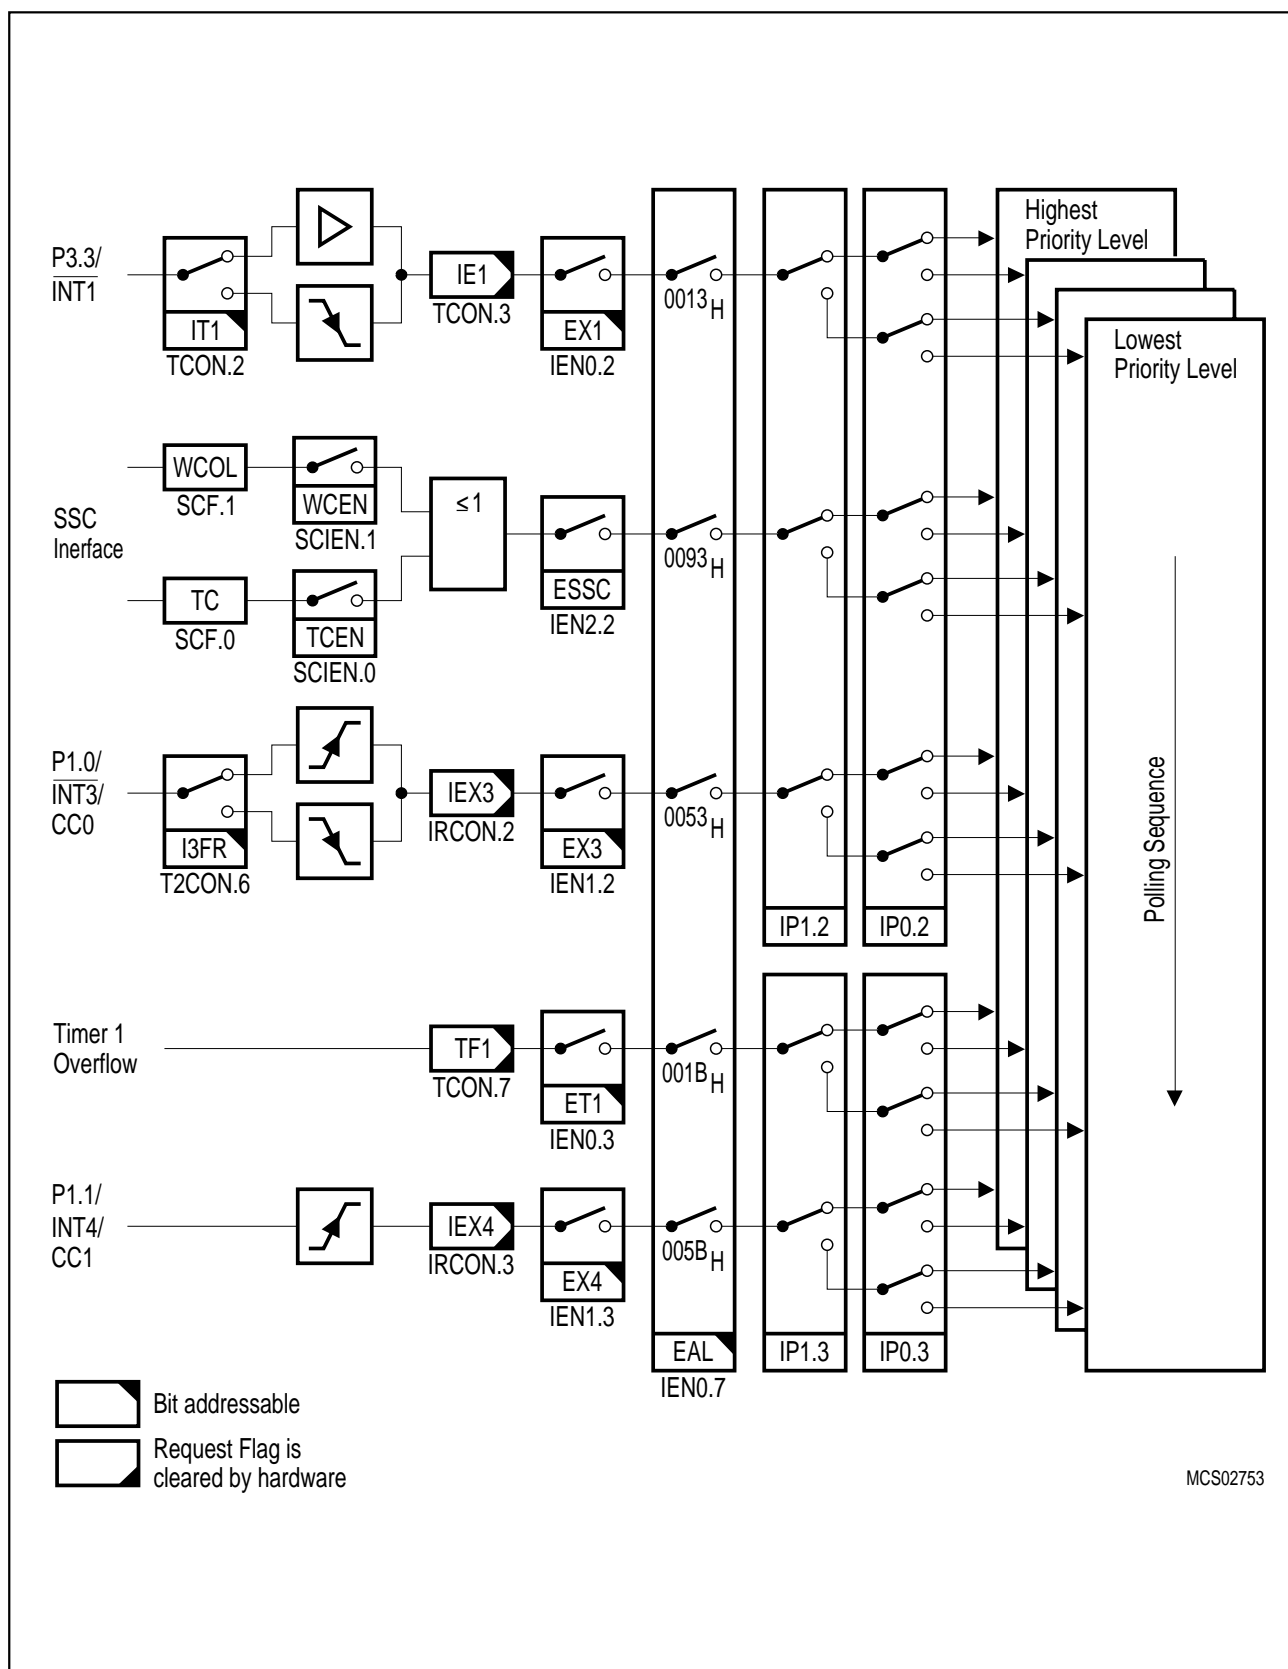 Highest
Priority Level
P3.3/
INT1
IT1
TCON.2
IE1
TCON.3
EX1
IEN0.2
0013H
Lowest
Priority Level
SSC
Inerface
WCOL
SCF.1
WCEN
SCIEN.1
≤1
TC
SCF.0
TCEN
SCIEN.0
ESSC
IEN2.2
0093H
P1.0/
INT3/
CC0
I3FR
T2CON.6
IEX3
IRCON.2
EX3
IEN1.2
0053H
IP1.2
IP0.2
Polling Sequence
Timer 1
Overflow
TF1
TCON.7
ET1
IEN0.3
001BH
P1.1/
INT4/
CC1
IEX4
IRCON.3
EX4
IEN1.3
005BH
EAL
IEN0.7
IP1.3
IP0.3
Bit addressable
Request Flag is
cleared by hardware
MCS02753